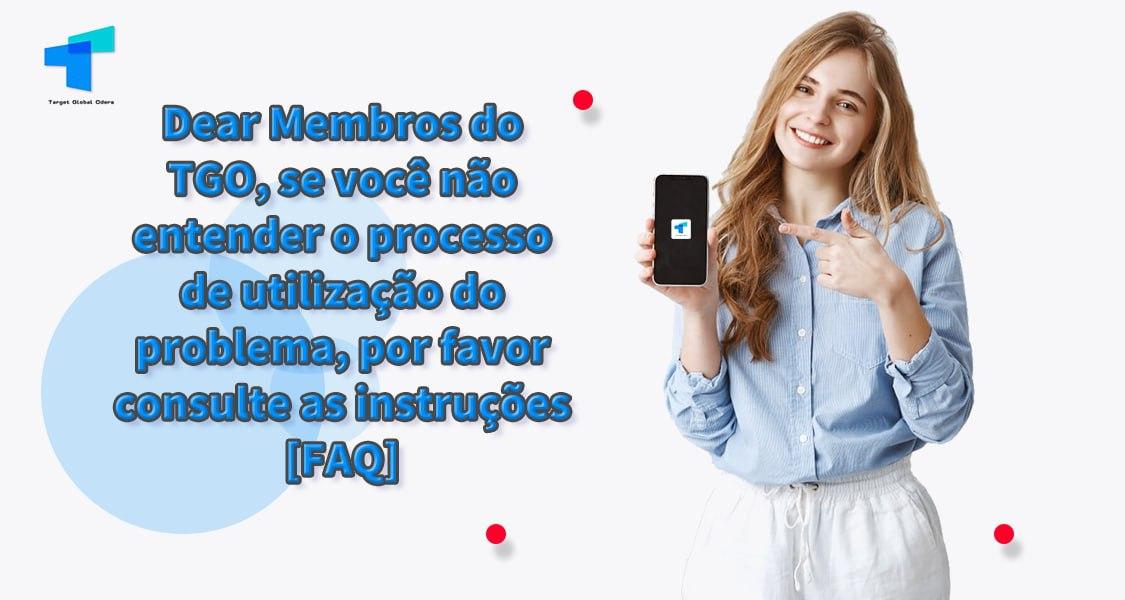 Target Global Oders
Dear Membros do
TGO, se você não
entender o processo
de utilização do
problema, por favor
consulte as instruções
[FAQ]